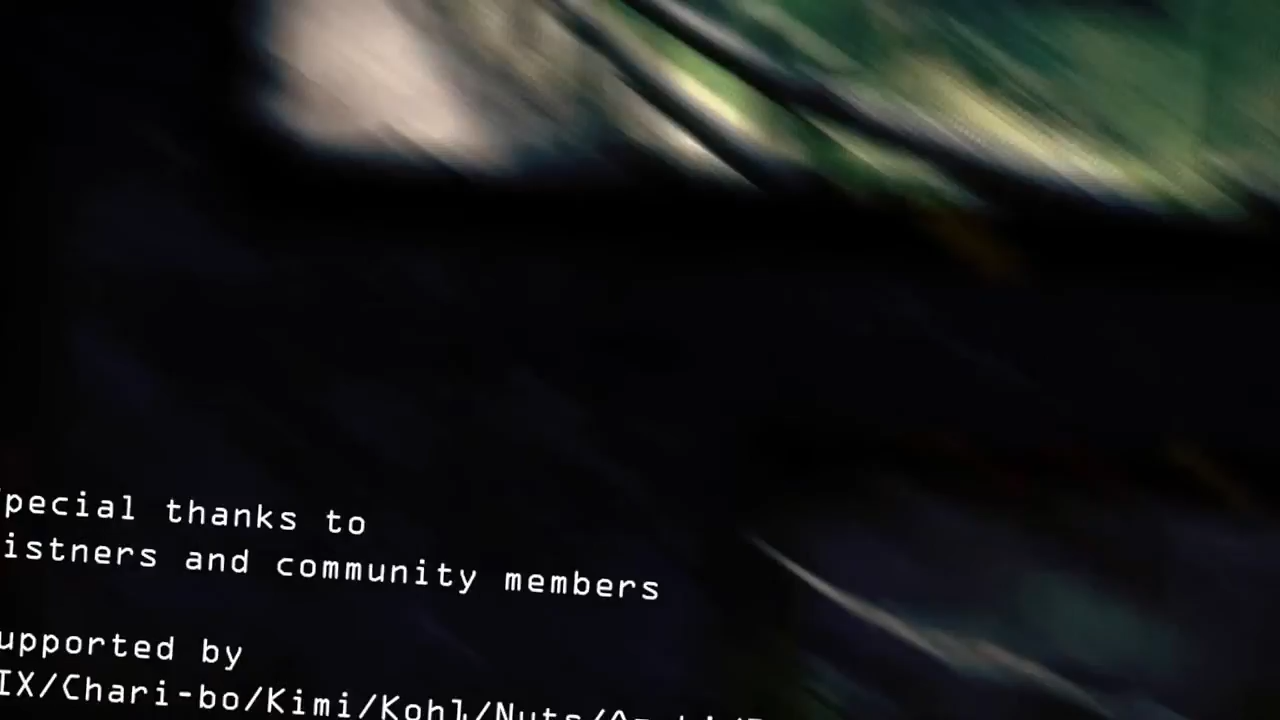 pecial thanks to
istners and community members
upported by
IX/Chari-bo/Kimi/Kohl/Nuts/